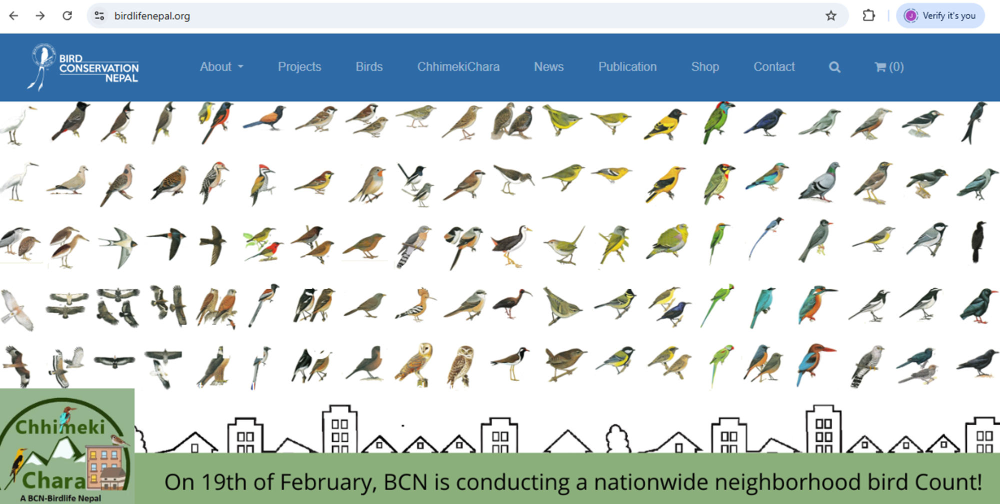 birdlifenepal.org
Verify it's you
BIRD
CONSERVATION
NEPAL
About
Projects
Birds
ChhimekiChara
News
Publication
Shop
Contact
(0)
Chhimeki
Chara
A BCN-Birdlife Nepal
On 19th of February, BCN is conducting a nationwide neighborhood bird Count!